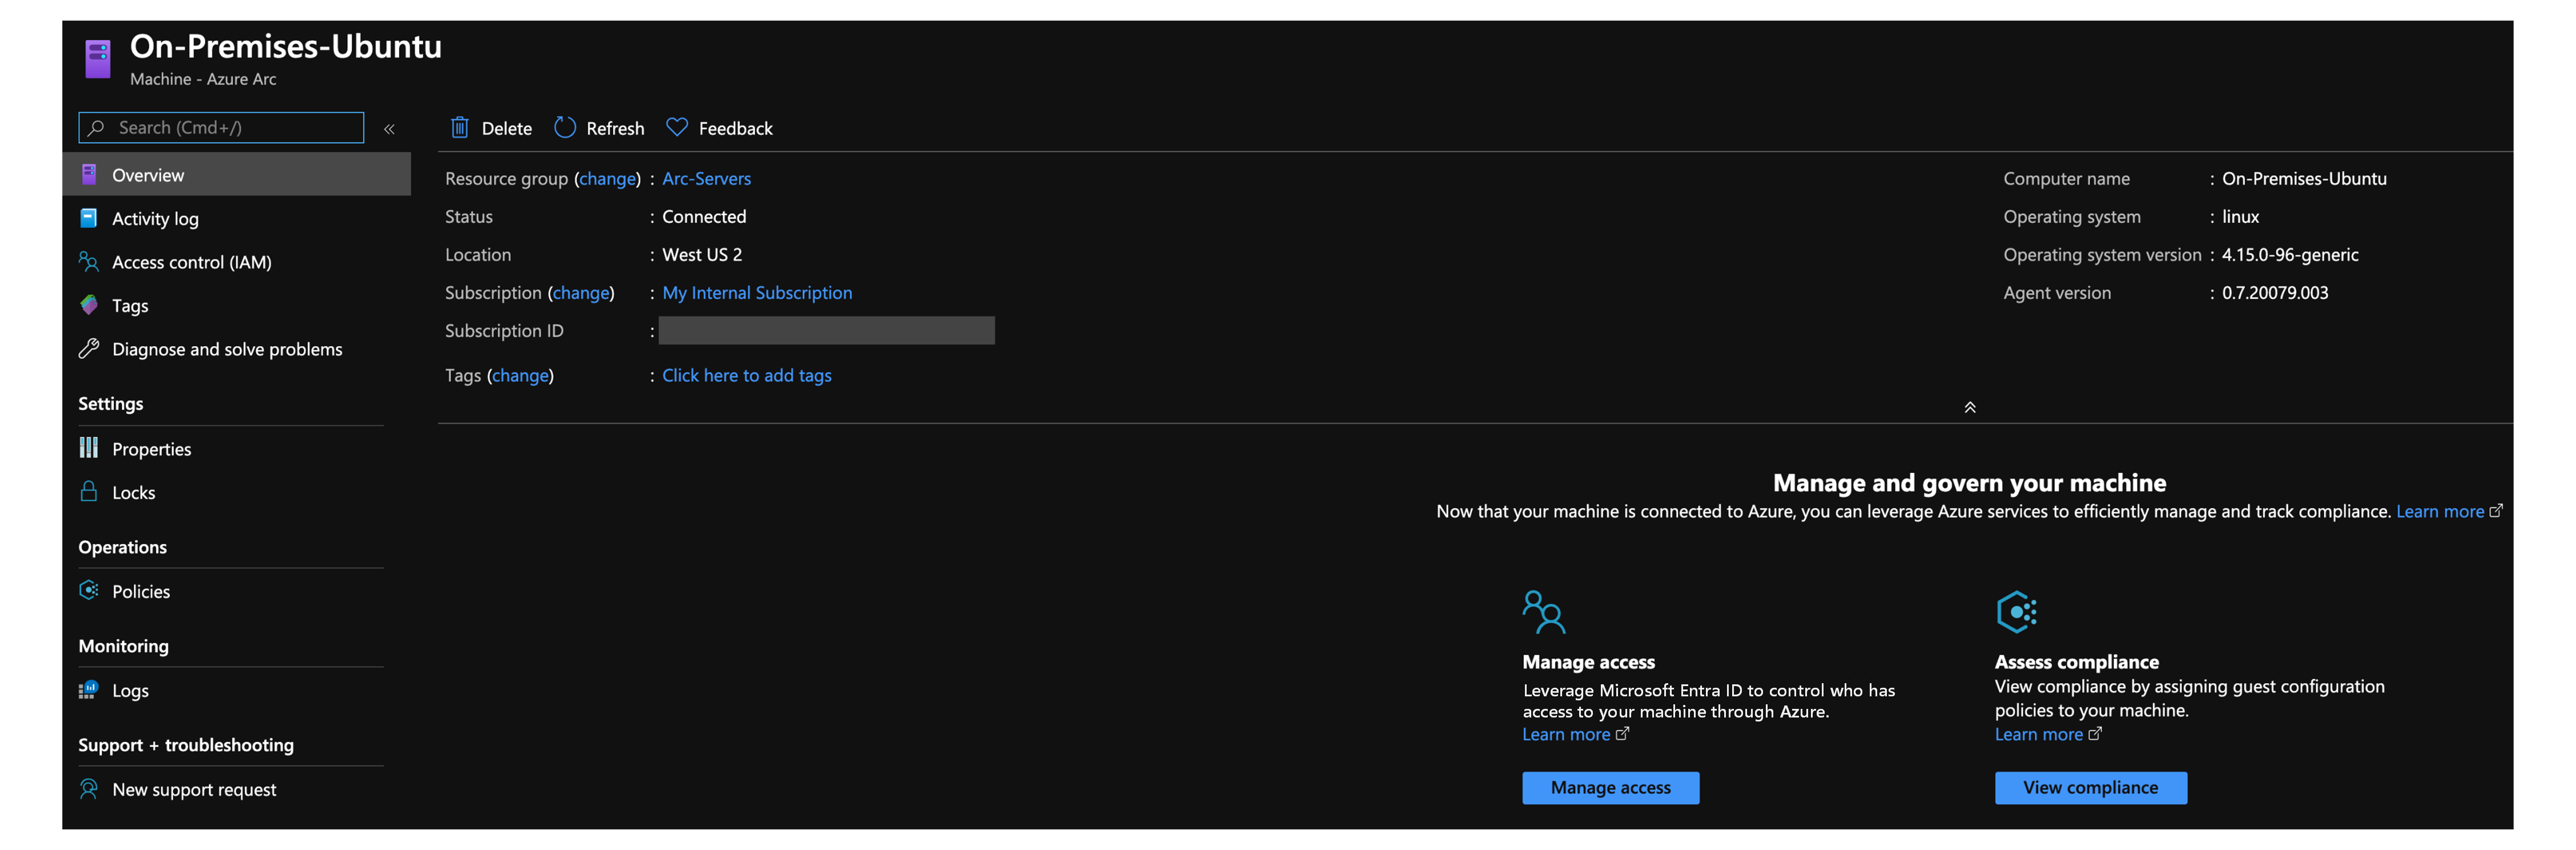 On-Premises-Ubuntu
Machine - Azure Arc
Search (Cmd+/)
«
Delete Refresh Feedback
Overview
Activity log
Access control (IAM)
Tags
Diagnose and solve problems
Settings
Properties
Locks
Operations
Policies
Monitoring
Logs
Support + troubleshooting
New support request
Resource group (change) : Arc-Servers
Status : Connected
Location : West US 2
Subscription (change) : My Internal Subscription
Subscription ID :
Tags (change) : Click here to add tags
Computer name : On-Premises-Ubuntu
Operating system : linux
Operating system version : 4.15.0-96-generic
Agent version : 0.7.20079.003
Manage and govern your machine
Now that your machine is connected to Azure, you can leverage Azure services to efficiently manage and track compliance. Learn more
Manage access
Leverage Microsoft Entra ID to control who has
access to your machine through Azure.
Learn more
Manage access
Assess compliance
View compliance by assigning guest configuration
policies to your machine.
Learn more
View compliance